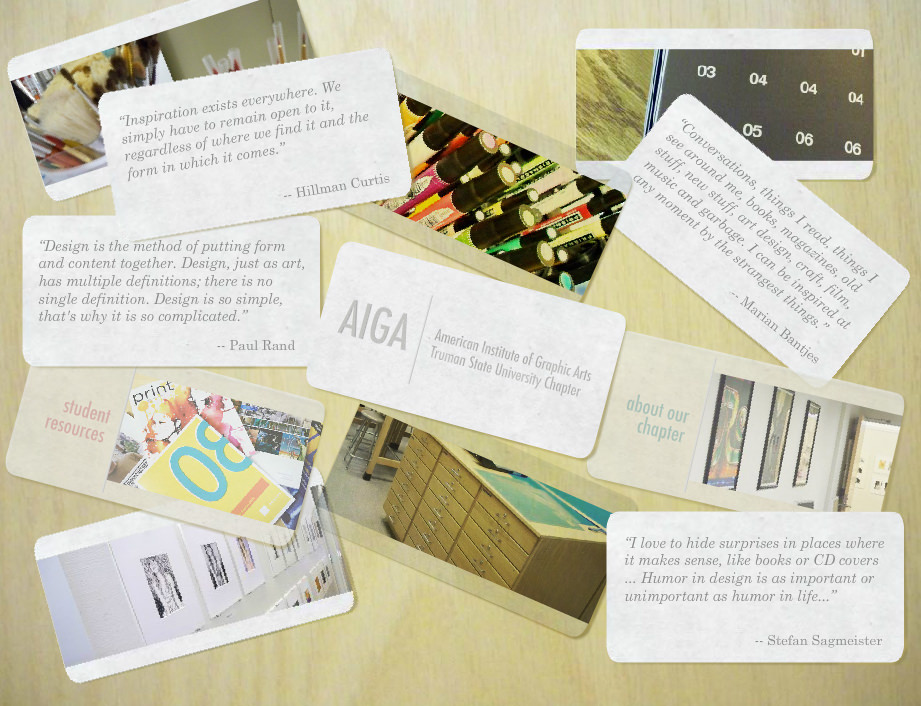 “Inspiration exists everywhere. We
simply have to remain open to it,
regardless of where we find it and the
form in which it comes.”
-- Hillman Curtis
03
04
04
04
05
06
06
“Conversations, things I read, things I
see around me, books, magazines, old
stuff, new stuff, art design, craft, film,
music and garbage. I can be inspired at
any moment by the strangest things.”
-- Marian Bantjes
“Design is the method of putting form
and content together. Design, just as art,
has multiple definitions; there is no
single definition. Design is so simple,
that's why it is so complicated.”
-- Paul Rand
AIGA
American Institute of Graphic Arts
Truman State University Chapter
student
resources
print
80
about our
chapter
“I love to hide surprises in places where
it makes sense, like books or CD covers
... Humor in design is as important or
unimportant as humor in life...”
-- Stefan Sagmeister